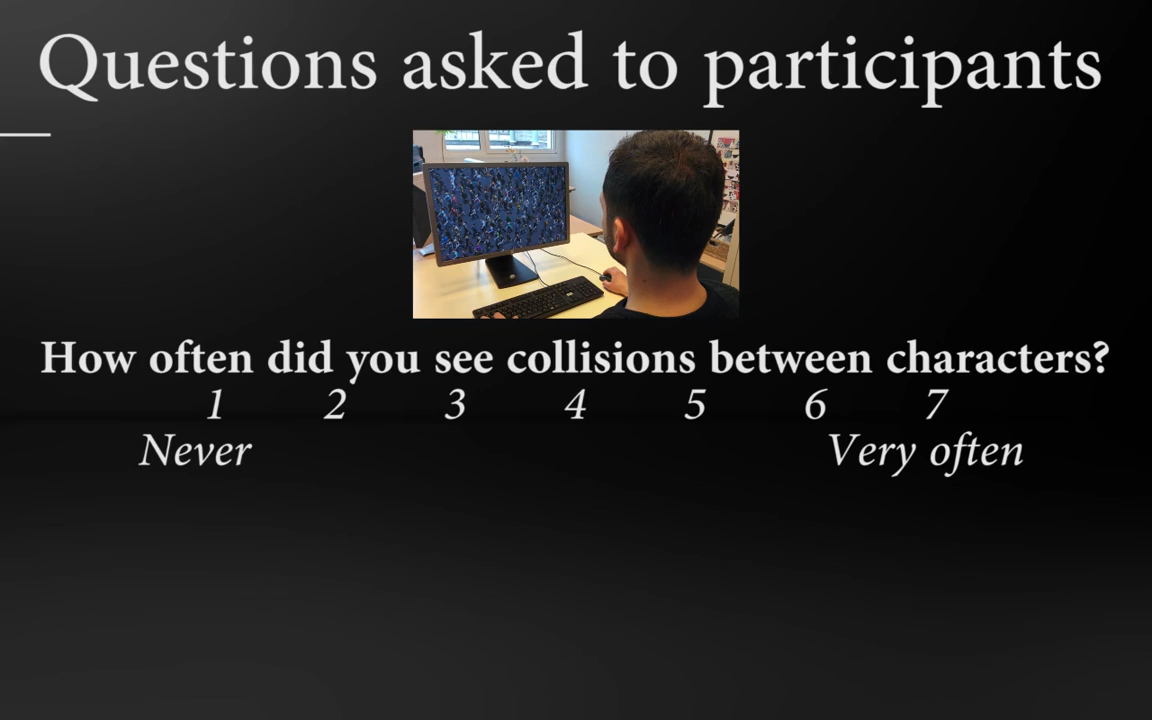 Questions asked to participants
How often did you see collisions between characters?
1 2 3 4 5 6 7
Never Very often